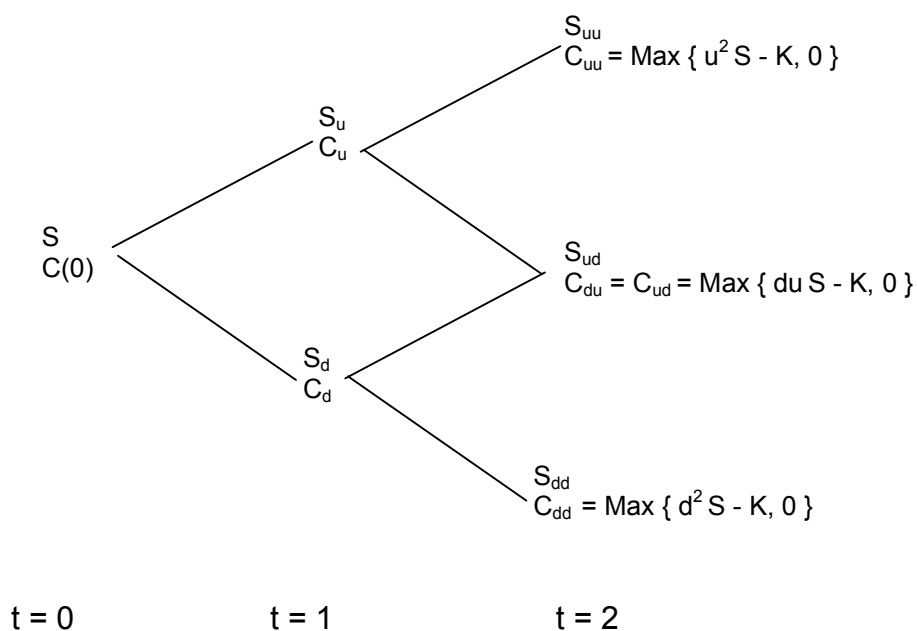 S_uu
C_uu = Max { u² S - K, 0 }
S_u
C_u
S
C(0)
S_ud
C_du = C_ud = Max { du S - K, 0 }
S_d
C_d
S_dd
C_dd = Max { d² S - K, 0 }
t = 0 t = 1 t = 2